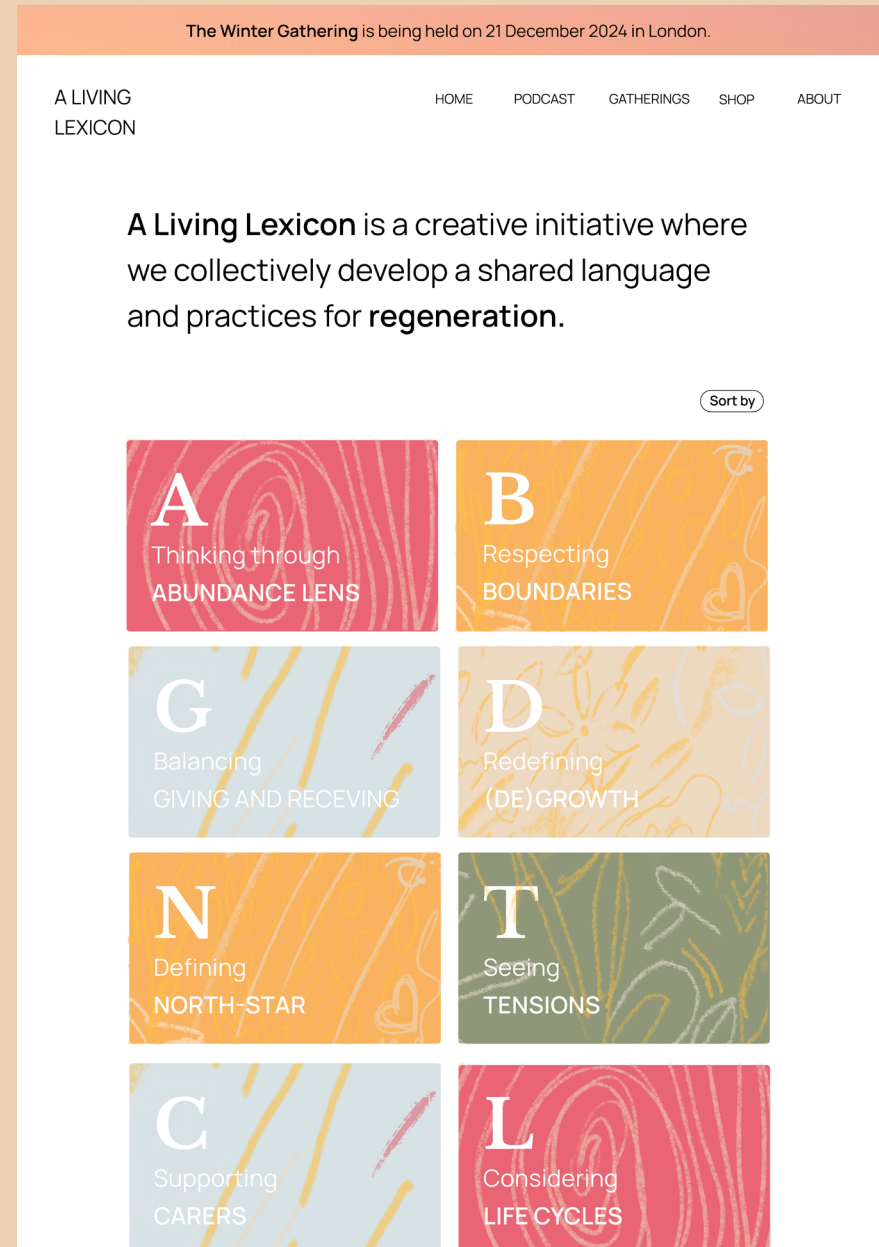 The Winter Gathering is being held on 21 December 2024 in London.
A LIVING
LEXICON
HOME PODCAST GATHERINGS SHOP ABOUT
A Living Lexicon is a creative initiative where
we collectively develop a shared language
and practices for regeneration.
Sort by
A
Thinking through
ABUNDANCE LENS
B
Respecting
BOUNDARIES
G
Balancing
GIVING AND RECEVING
D
Redefining
(DE)GROWTH
N
Defining
NORTH-STAR
T
Seeing
TENSIONS
C
Supporting
CARERS
L
Considering
LIFE CYCLES